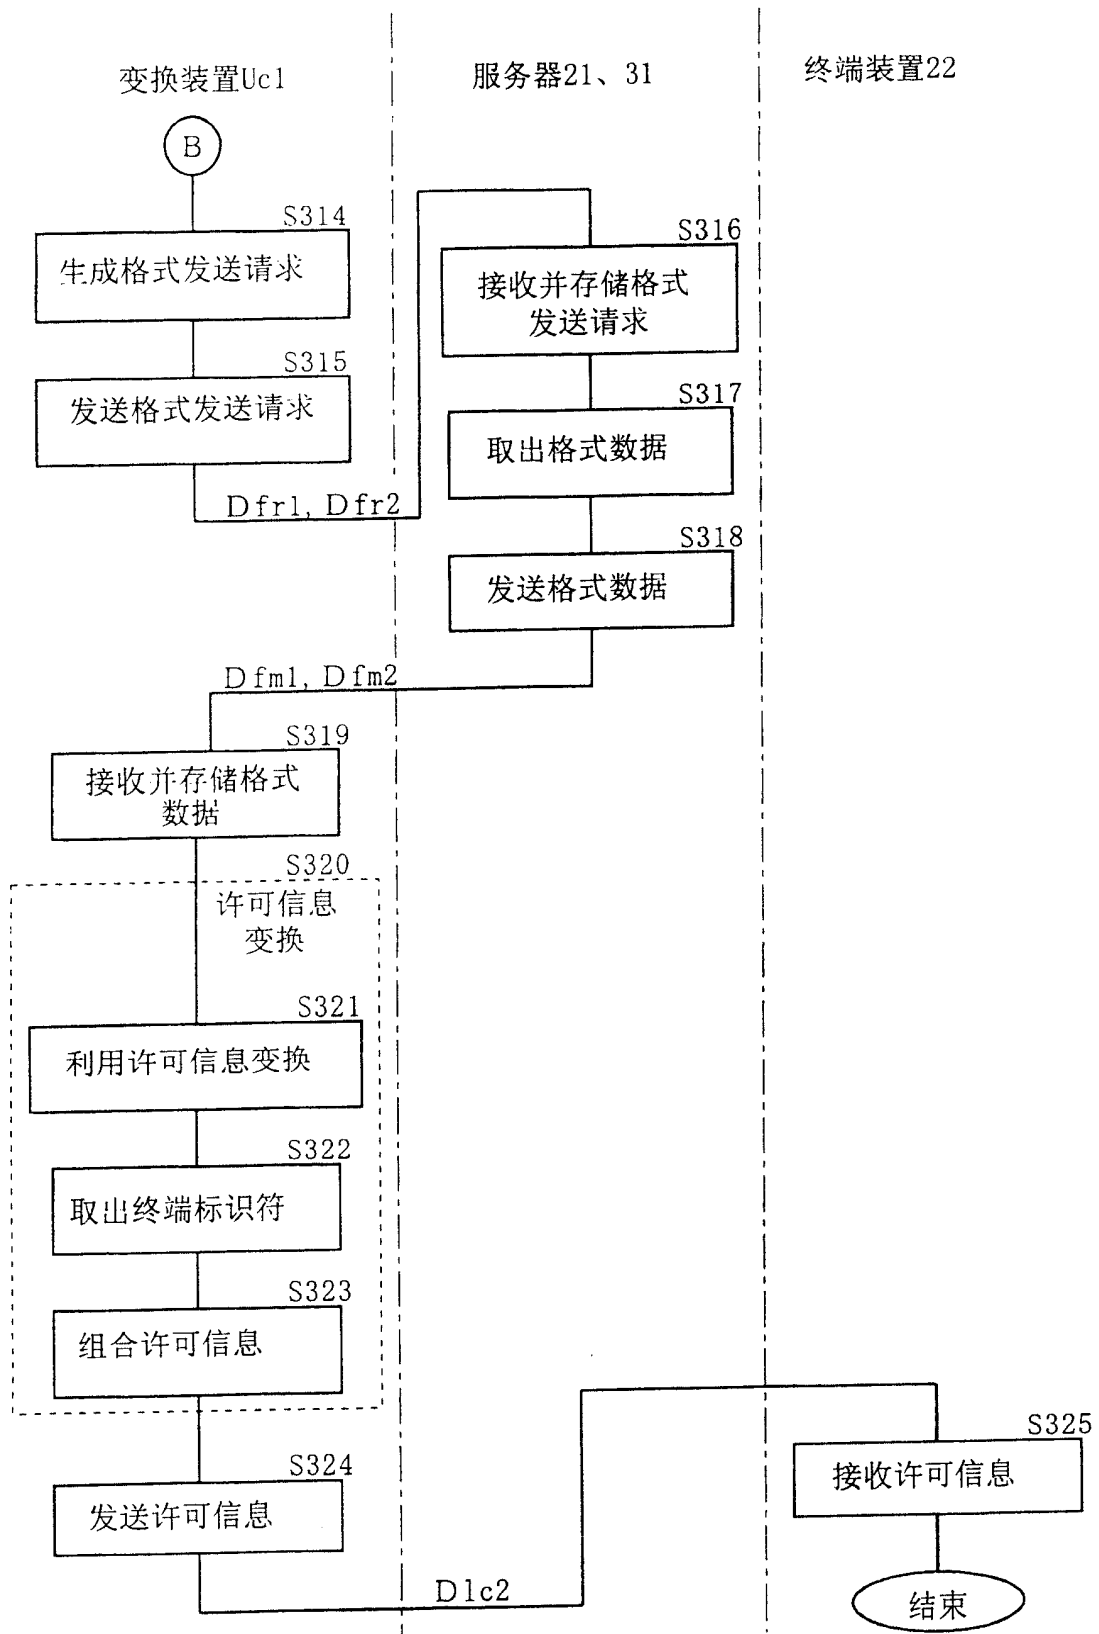 变换装置Uc1
服务器21、31
终端装置22
B
S314
生成格式发送请求
S315
发送格式发送请求
Dfr1, Dfr2
S316
接收并存储格式
发送请求
S317
取出格式数据
S318
发送格式数据
Dfm1, Dfm2
S319
接收并存储格式
数据
S320
许可信息
变换
S321
利用许可信息变换
S322
取出终端标识符
S323
组合许可信息
S324
发送许可信息
Dlc2
S325
接收许可信息
结束